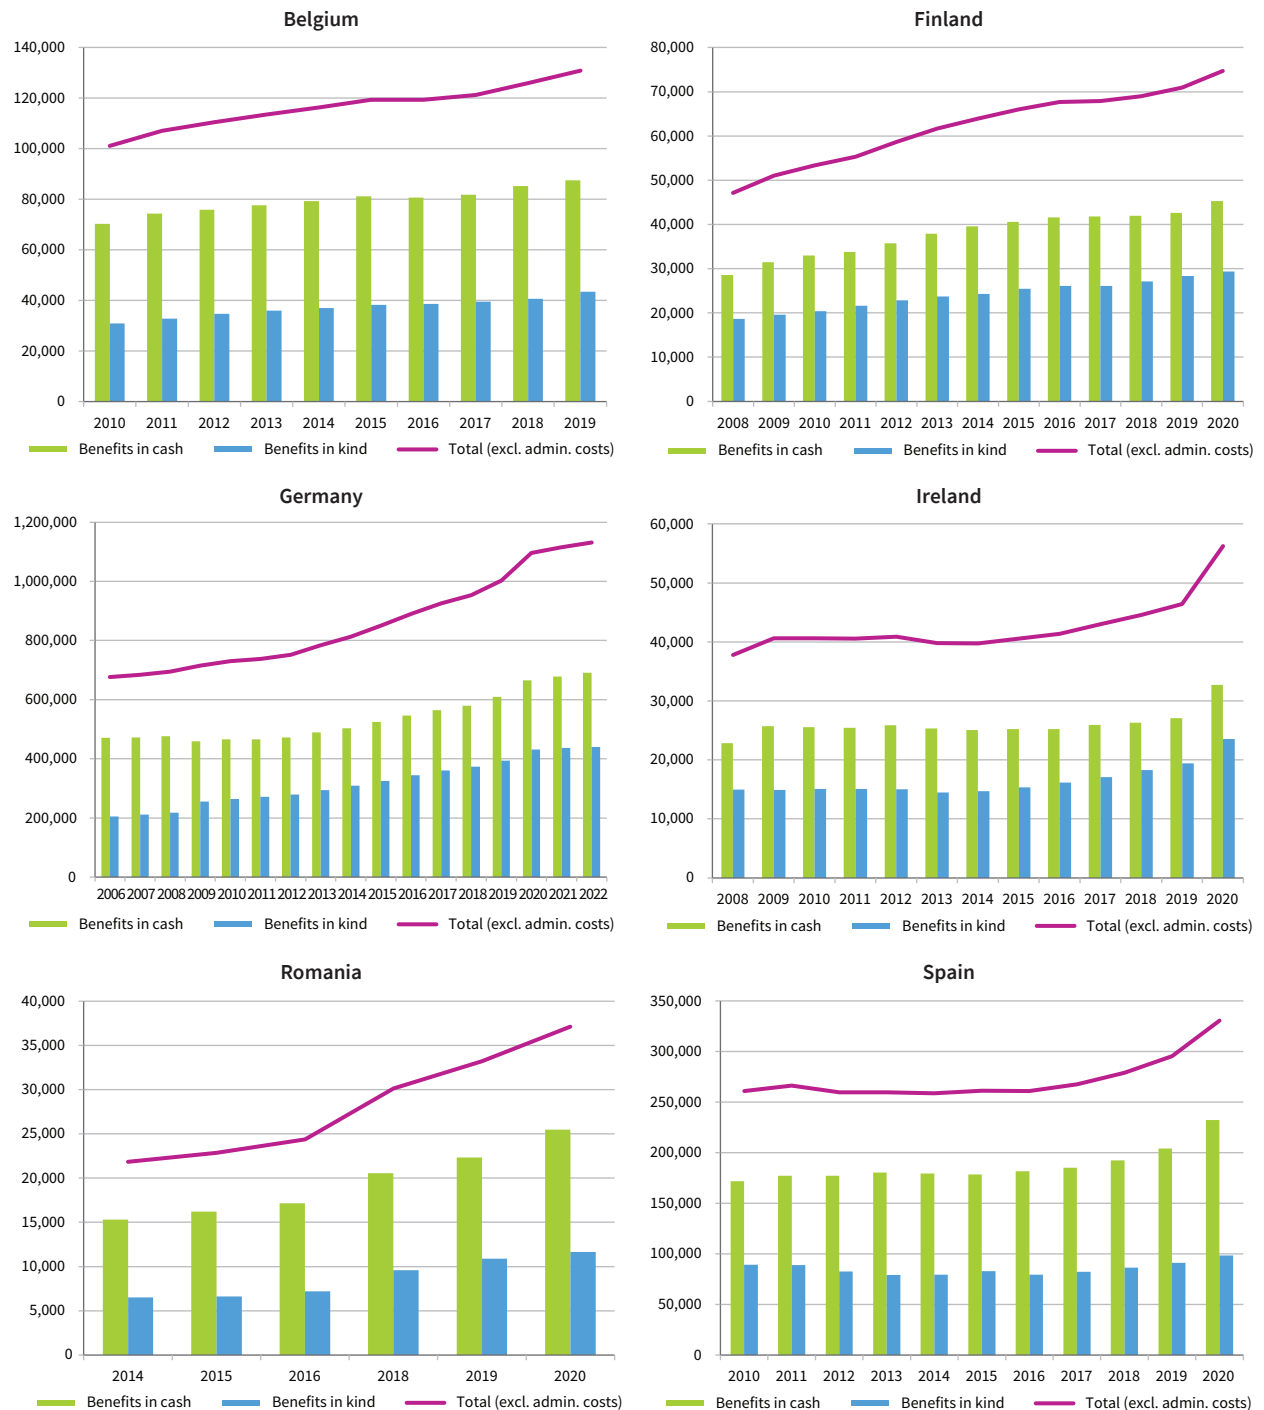 Belgium
140,000
120,000
100,000
80,000
60,000
40,000
20,000
0
2010 2011 2012 2013 2014 2015 2016 2017 2018 2019
Benefits in cash Benefits in kind Total (excl. admin. costs)
Finland
80,000
70,000
60,000
50,000
40,000
30,000
20,000
10,000
0
2008 2009 2010 2011 2012 2013 2014 2015 2016 2017 2018 2019 2020
Benefits in cash Benefits in kind Total (excl. admin. costs)
Germany
1,200,000
1,000,000
800,000
600,000
400,000
200,000
0
2006 2007 2008 2009 2010 2011 2012 2013 2014 2015 2016 2017 2018 2019 2020 2021 2022
Benefits in cash Benefits in kind Total (excl. admin. costs)
Ireland
60,000
50,000
40,000
30,000
20,000
10,000
0
2008 2009 2010 2011 2012 2013 2014 2015 2016 2017 2018 2019 2020
Benefits in cash Benefits in kind Total (excl. admin. costs)
Romania
40,000
35,000
30,000
25,000
20,000
15,000
10,000
5,000
0
2014 2015 2016 2018 2019 2020
Benefits in cash Benefits in kind Total (excl. admin. costs)
Spain
350,000
300,000
250,000
200,000
150,000
100,000
50,000
0
2010 2011 2012 2013 2014 2015 2016 2017 2018 2019 2020
Benefits in cash Benefits in kind Total (excl. admin. costs)